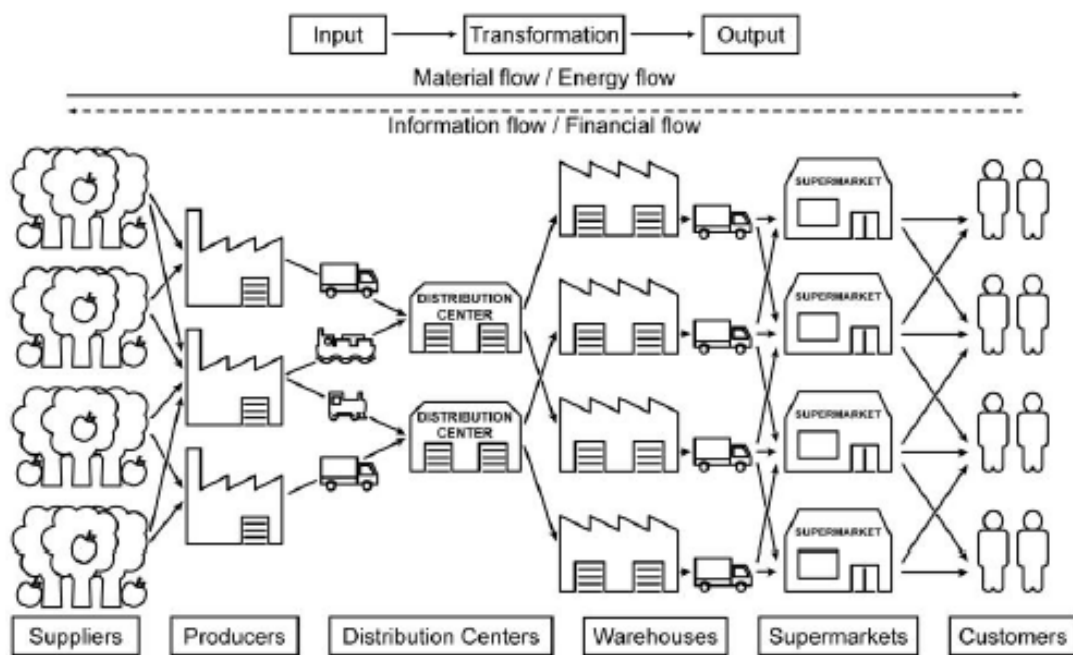 Input
Transformation
Output
Material flow / Energy flow
Information flow / Financial flow
SUPERMARKET
DISTRIBUTION
CENTER
SUPERMARKET
DISTRIBUTION
CENTER
SUPERMARKET
SUPERMARKET
Suppliers
Producers
Distribution Centers
Warehouses
Supermarkets
Customers